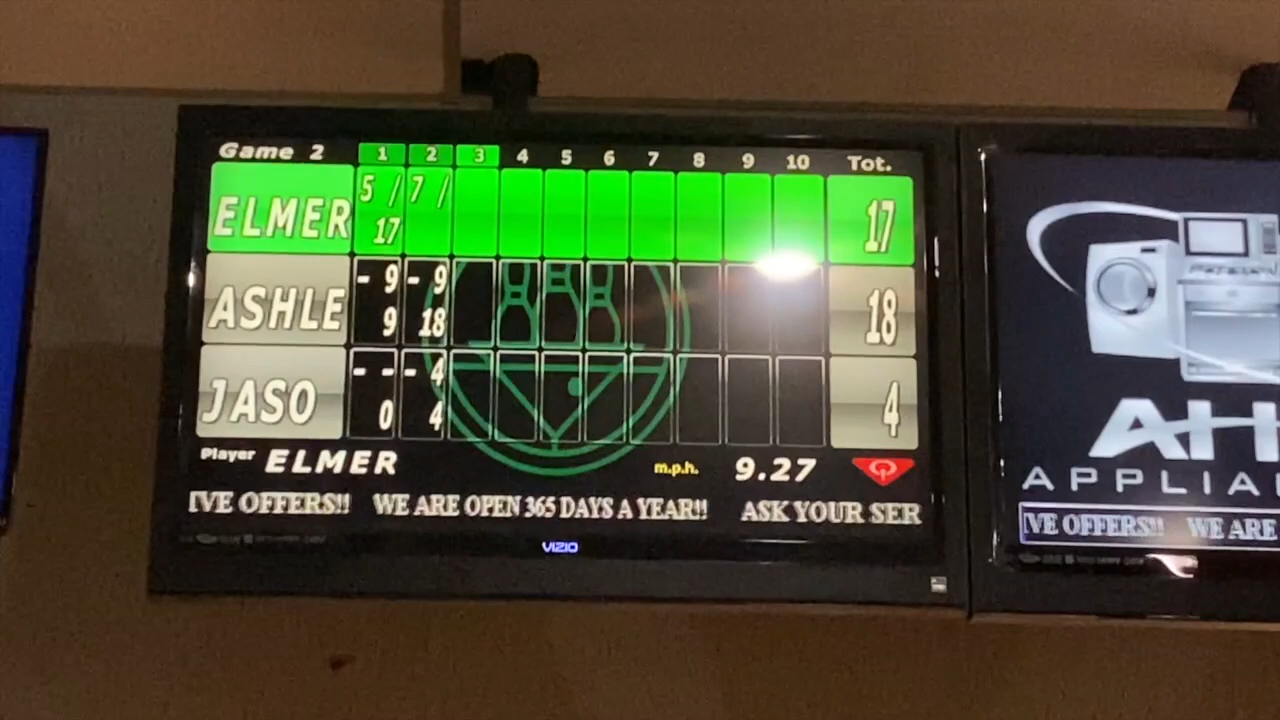 Game 2 1 2 3 4 5 6 7 8 9 10 Tot.
5 / 7 /
ELMER 17 17
- 9 - 9
ASHLE 9 18 18
- - - 4
JASO 0 4 4
Player ELMER m.p.h. 9.27
IVE OFFERS!! WE ARE OPEN 365 DAYS A YEAR!! ASK YOUR SER
VIZIO
AH
APPLIA
IVE OFFERS!! WE ARE